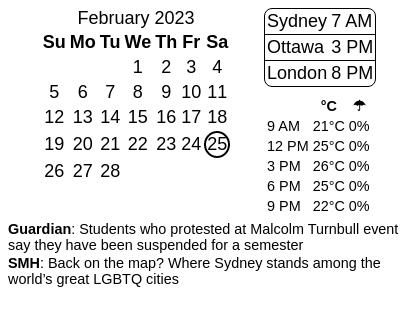 February 2023
Su Mo Tu We Th Fr Sa
1 2 3 4
5 6 7 8 9 10 11
12 13 14 15 16 17 18
19 20 21 22 23 24 25
26 27 28
Sydney 7 AM
Ottawa 3 PM
London 8 PM
°C ☂
9 AM 21°C 0%
12 PM 25°C 0%
3 PM 26°C 0%
6 PM 25°C 0%
9 PM 22°C 0%
Guardian: Students who protested at Malcolm Turnbull event
say they have been suspended for a semester
SMH: Back on the map? Where Sydney stands among the
world’s great LGBTQ cities